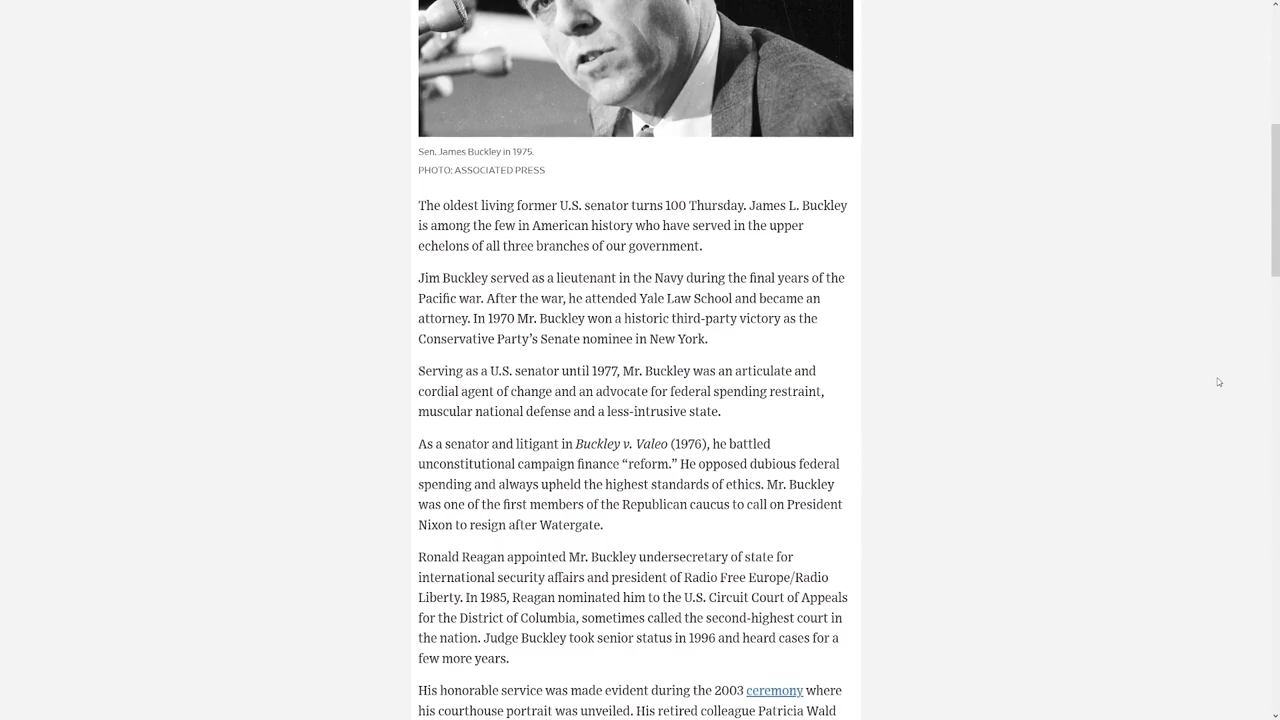 Sen. James Buckley in 1975.
PHOTO: ASSOCIATED PRESS
The oldest living former U.S. senator turns 100 Thursday. James L. Buckley
is among the few in American history who have served in the upper
echelons of all three branches of our government.
Jim Buckley served as a lieutenant in the Navy during the final years of the
Pacific war. After the war, he attended Yale Law School and became an
attorney. In 1970 Mr. Buckley won a historic third-party victory as the
Conservative Party’s Senate nominee in New York.
Serving as a U.S. senator until 1977, Mr. Buckley was an articulate and
cordial agent of change and an advocate for federal spending restraint,
muscular national defense and a less-intrusive state.
As a senator and litigant in Buckley v. Valeo (1976), he battled
unconstitutional campaign finance “reform.” He opposed dubious federal
spending and always upheld the highest standards of ethics. Mr. Buckley
was one of the first members of the Republican caucus to call on President
Nixon to resign after Watergate.
Ronald Reagan appointed Mr. Buckley undersecretary of state for
international security affairs and president of Radio Free Europe/Radio
Liberty. In 1985, Reagan nominated him to the U.S. Circuit Court of Appeals
for the District of Columbia, sometimes called the second-highest court in
the nation. Judge Buckley took senior status in 1996 and heard cases for a
few more years.
His honorable service was made evident during the 2003 ceremony where
his courthouse portrait was unveiled. His retired colleague Patricia Wald